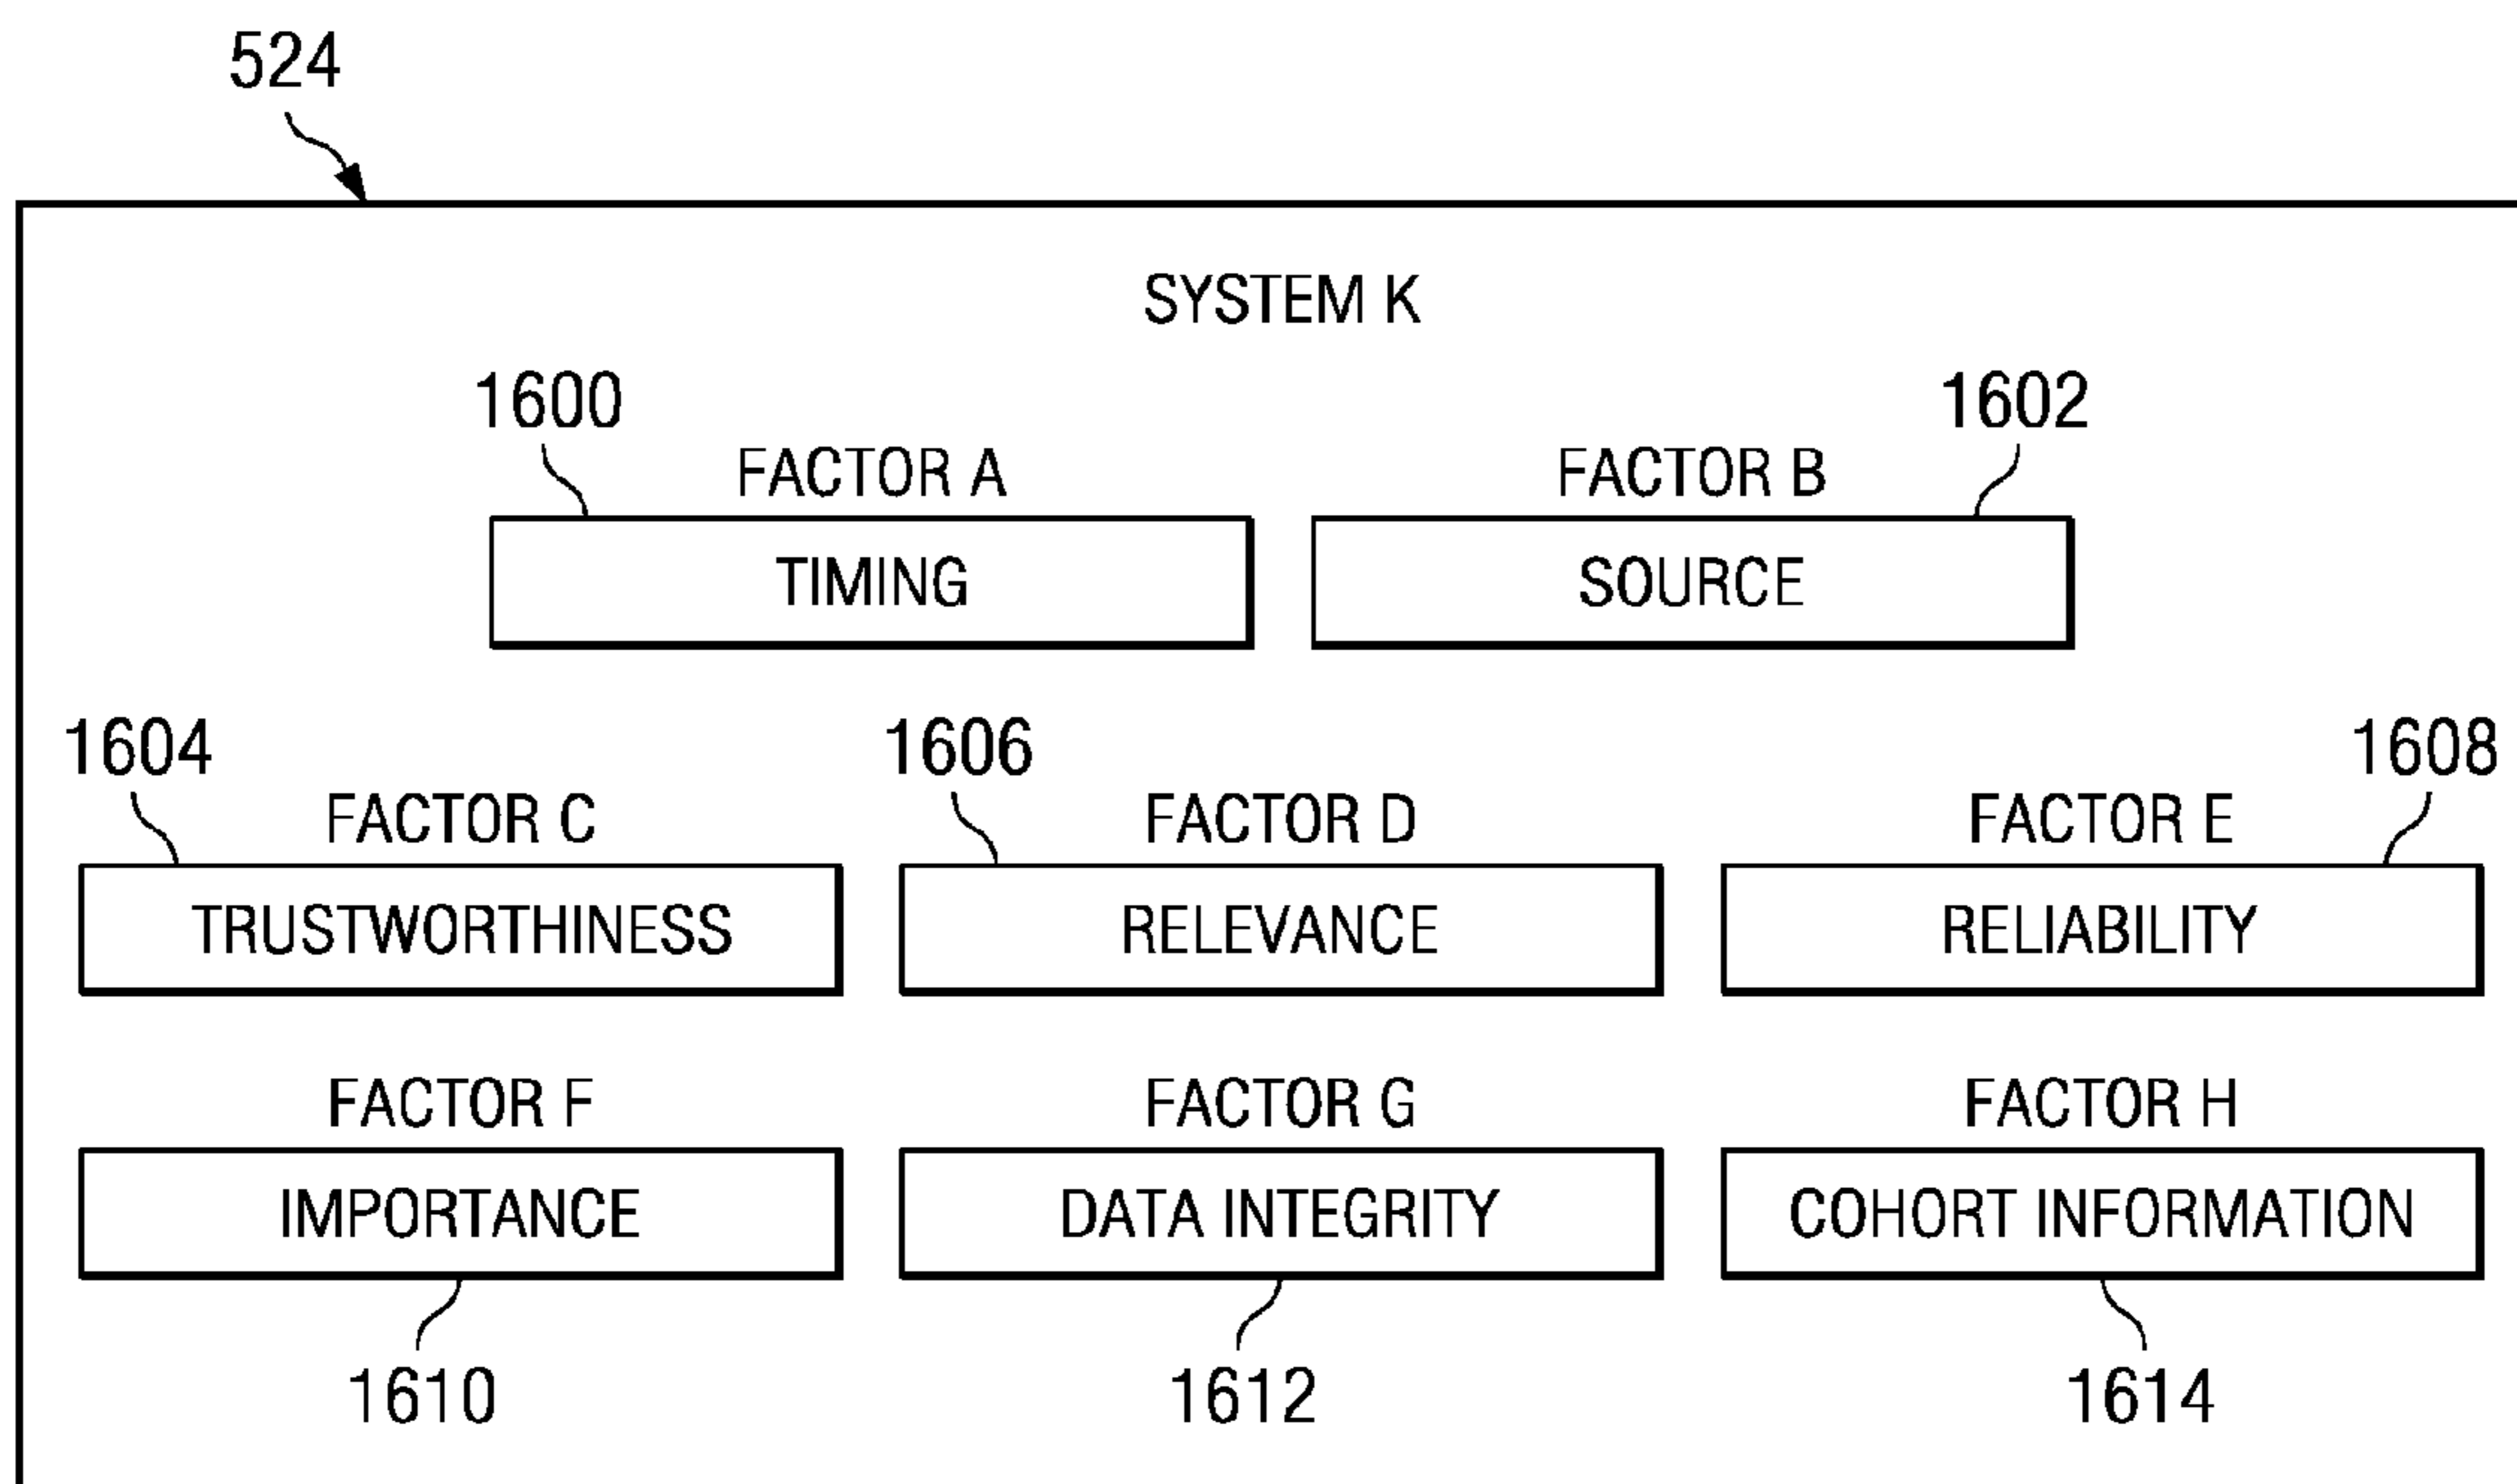 524
SYSTEM K
1600 1602
FACTOR A FACTOR B
TIMING SOURCE
1604 1606 1608
FACTOR C FACTOR D FACTOR E
TRUSTWORTHINESS RELEVANCE RELIABILITY
FACTOR F FACTOR G FACTOR H
IMPORTANCE DATA INTEGRITY COHORT INFORMATION
1610 1612 1614